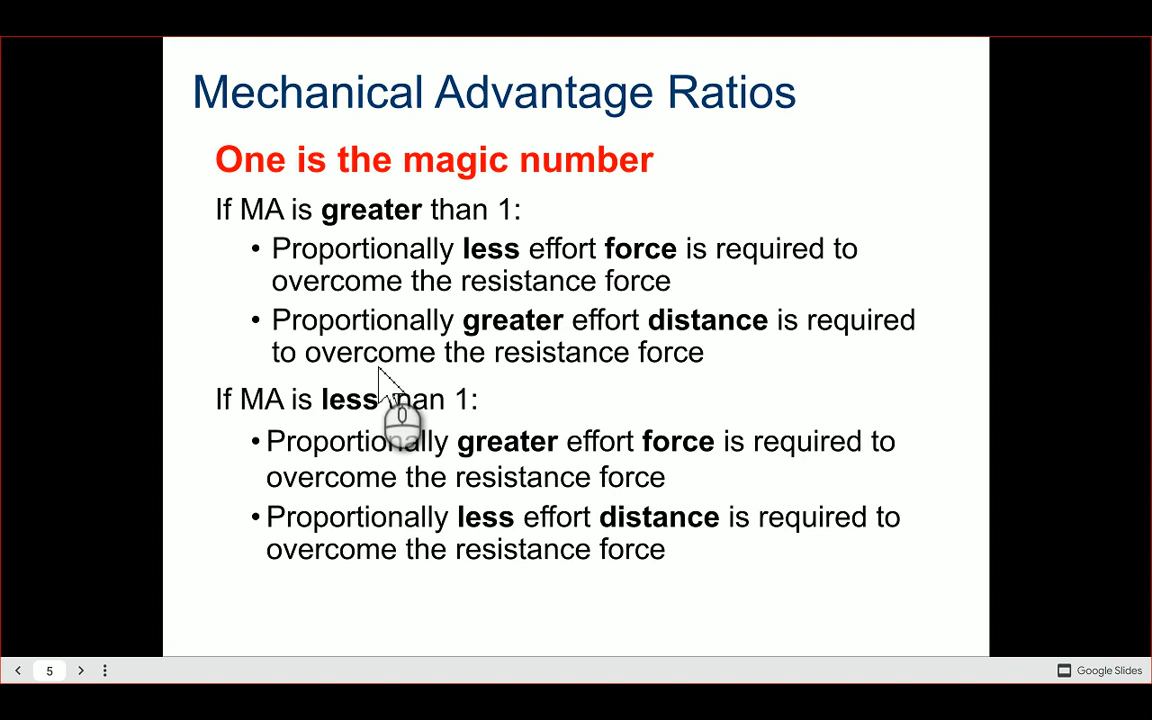 Mechanical Advantage Ratios
One is the magic number
If MA is greater than 1:
• Proportionally less effort force is required to
overcome the resistance force
• Proportionally greater effort distance is required
to overcome the resistance force
If MA is less than 1:
• Proportionally greater effort force is required to
overcome the resistance force
• Proportionally less effort distance is required to
overcome the resistance force
5
Google Slides